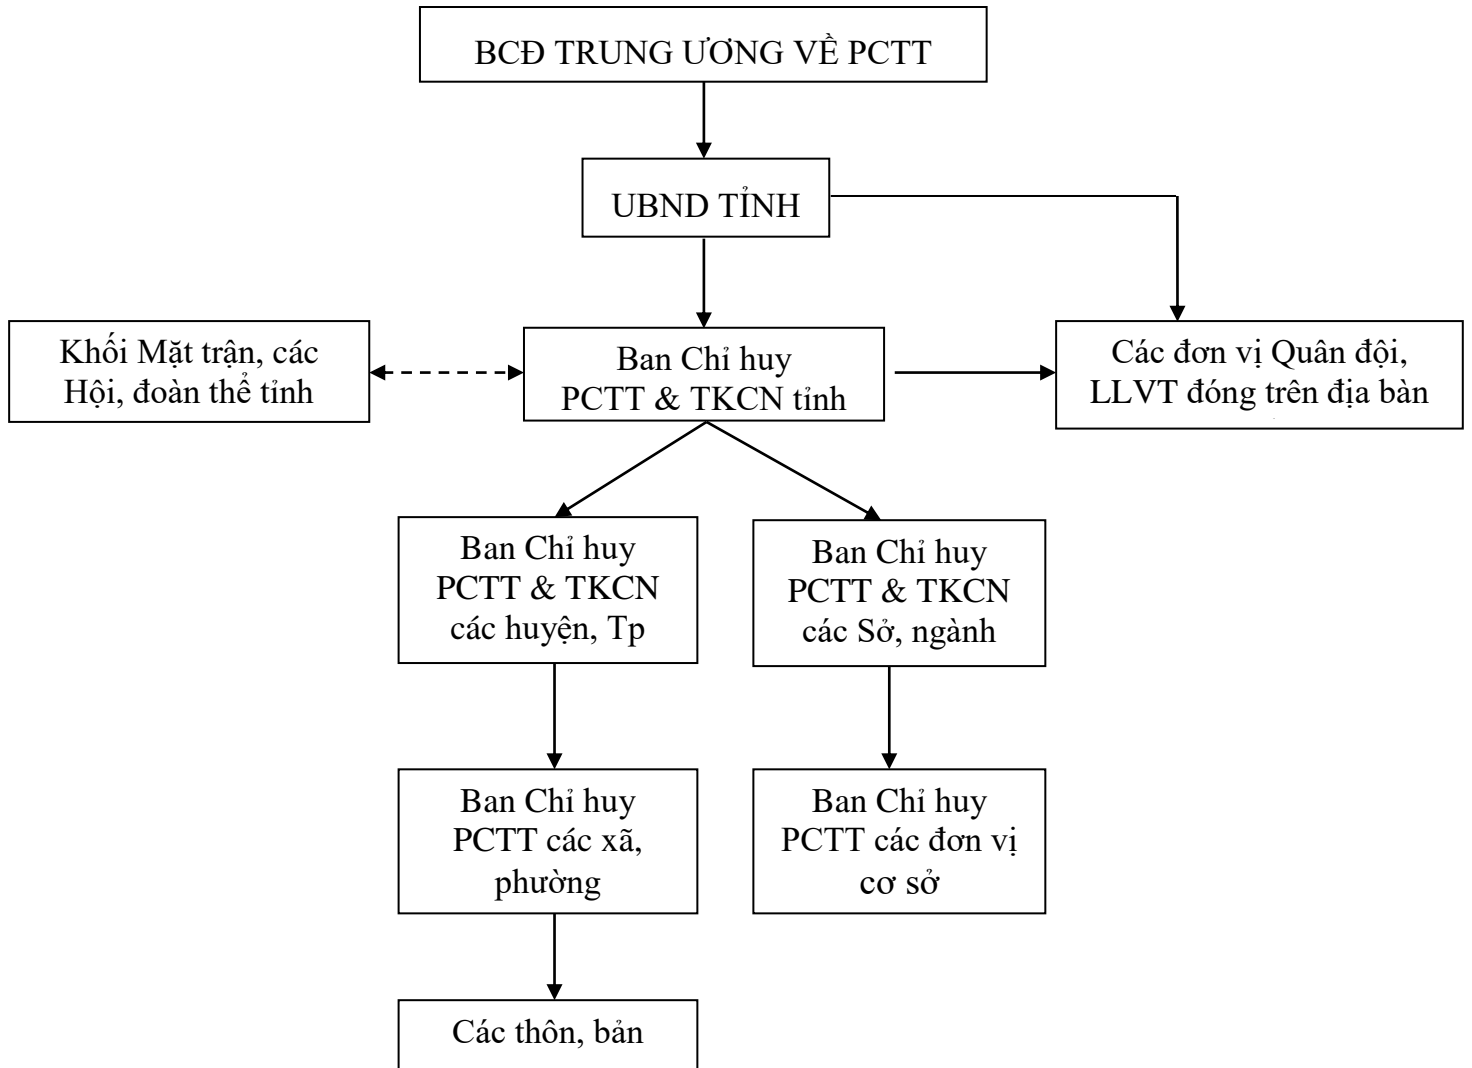 BCĐ TRUNG ƯƠNG VỀ PCTT
UBND TỈNH
Khối Mặt trận, các
Hội, đoàn thể tỉnh
Ban Chỉ huy
PCTT & TKCN tỉnh
Các đơn vị Quân đội,
LLVT đóng trên địa bàn
Ban Chỉ huy
PCTT & TKCN
các huyện, Tp
Ban Chỉ huy
PCTT & TKCN
các Sở, ngành
Ban Chỉ huy
PCTT các xã,
phường
Ban Chỉ huy
PCTT các đơn vị
cơ sở
Các thôn, bản